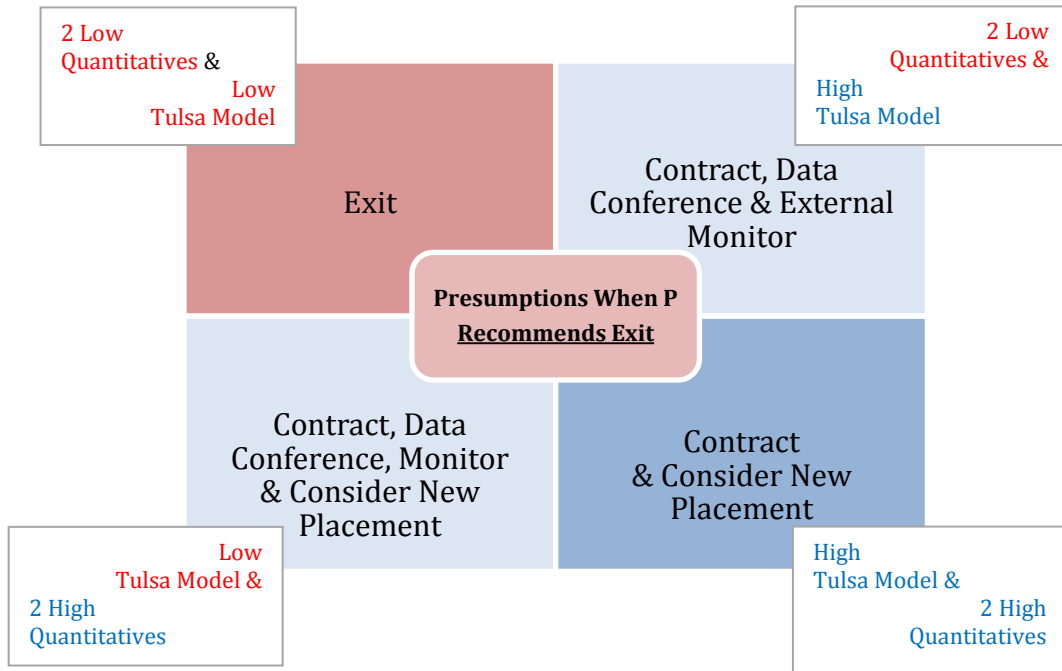 2 Low
Quantitatives &
Low
Tulsa Model
2 Low
Quantitatives &
High
Tulsa Model
Exit
Contract, Data
Conference & External
Monitor
Presumptions When P
Recommends Exit
Contract, Data
Conference, Monitor
& Consider New
Placement
Contract
& Consider New
Placement
Low
Tulsa Model &
2 High
Quantitatives
High
Tulsa Model &
2 High
Quantitatives